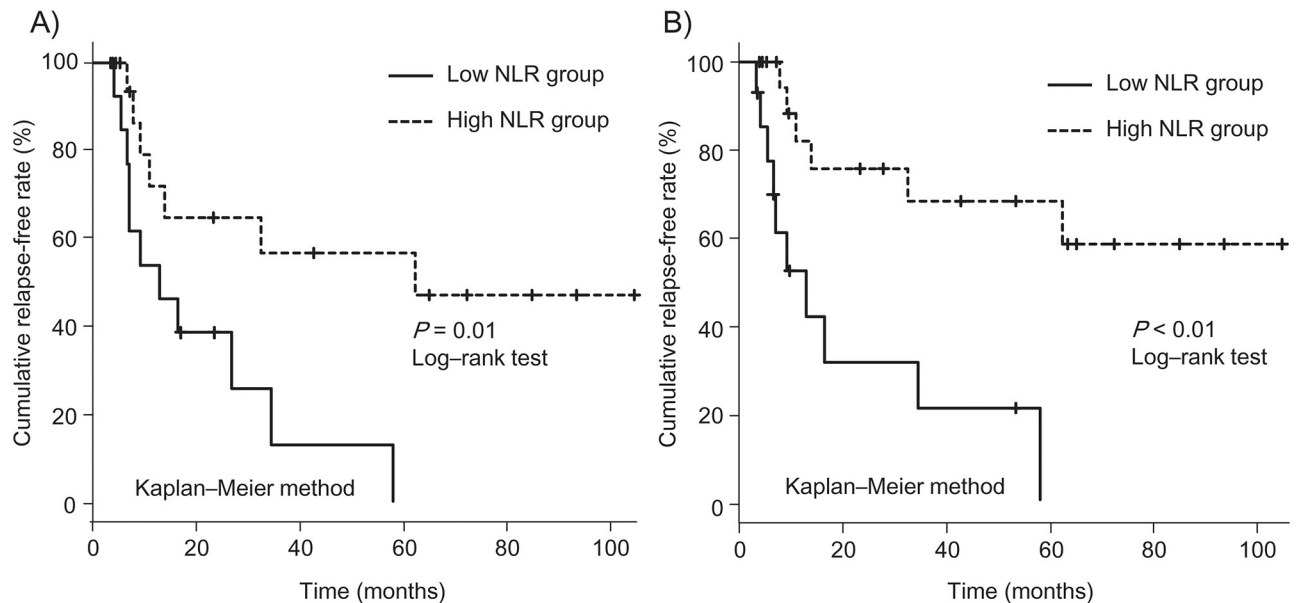 A)
Cumulative relapse-free rate (%)
100
80
60
40
20
0
Low NLR group
High NLR group
P = 0.01
Log–rank test
Kaplan–Meier method
0 20 40 60 80 100
Time (months)
B)
Cumulative relapse-free rate (%)
100
80
60
40
20
0
Low NLR group
High NLR group
P < 0.01
Log–rank test
Kaplan–Meier method
0 20 40 60 80 100
Time (months)